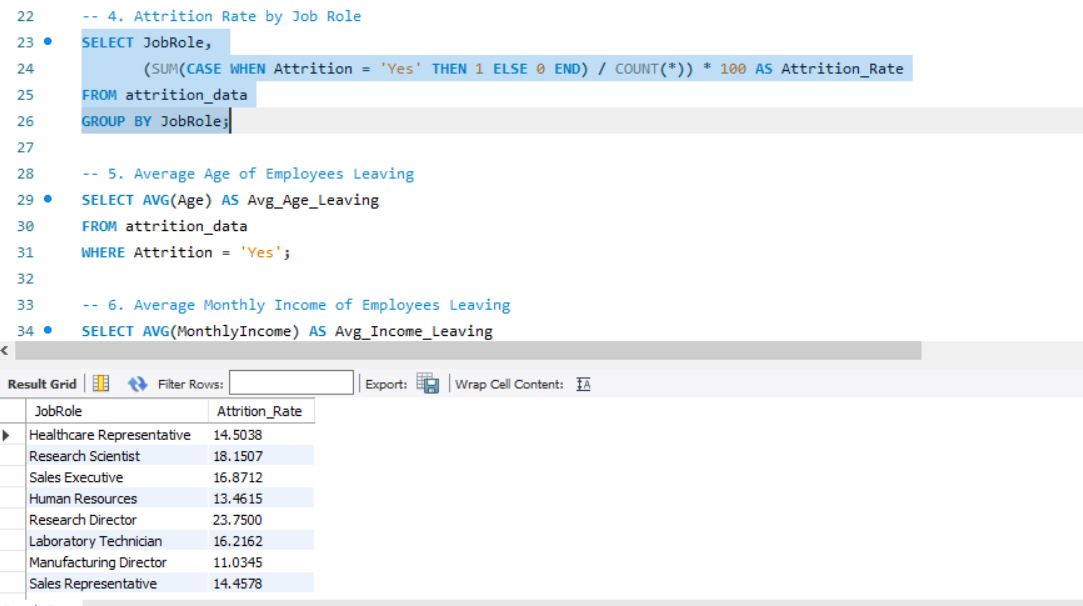 22 -- 4. Attrition Rate by Job Role
23 SELECT JobRole,
24 (SUM(CASE WHEN Attrition = 'Yes' THEN 1 ELSE 0 END) / COUNT(*)) * 100 AS Attrition_Rate
25 FROM attrition_data
26 GROUP BY JobRole;
27
28 -- 5. Average Age of Employees Leaving
29 SELECT AVG(Age) AS Avg_Age_Leaving
30 FROM attrition_data
31 WHERE Attrition = 'Yes';
32
33 -- 6. Average Monthly Income of Employees Leaving
34 SELECT AVG(MonthlyIncome) AS Avg_Income_Leaving
Result Grid Filter Rows: Export: Wrap Cell Content: IA
JobRole Attrition_Rate
Healthcare Representative 14.5038
Research Scientist 18.1507
Sales Executive 16.8712
Human Resources 13.4615
Research Director 23.7500
Laboratory Technician 16.2162
Manufacturing Director 11.0345
Sales Representative 14.4578